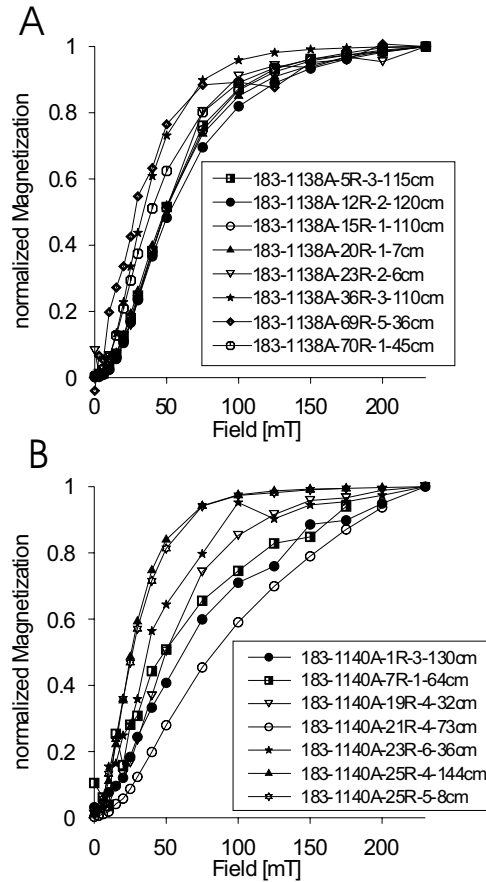 A
normalized Magnetization
1
0.8
0.6
0.4
0.2
0
183-1138A-5R-3-115cm
183-1138A-12R-2-120cm
183-1138A-15R-1-110cm
183-1138A-20R-1-7cm
183-1138A-23R-2-6cm
183-1138A-36R-3-110cm
183-1138A-69R-5-36cm
183-1138A-70R-1-45cm
0 50 100 150 200
Field [mT]
B
normalized Magnetization
1
0.8
0.6
0.4
0.2
0
183-1140A-1R-3-130cm
183-1140A-7R-1-64cm
183-1140A-19R-4-32cm
183-1140A-21R-4-73cm
183-1140A-23R-6-36cm
183-1140A-25R-4-144cm
183-1140A-25R-5-8cm
0 50 100 150 200
Field [mT]